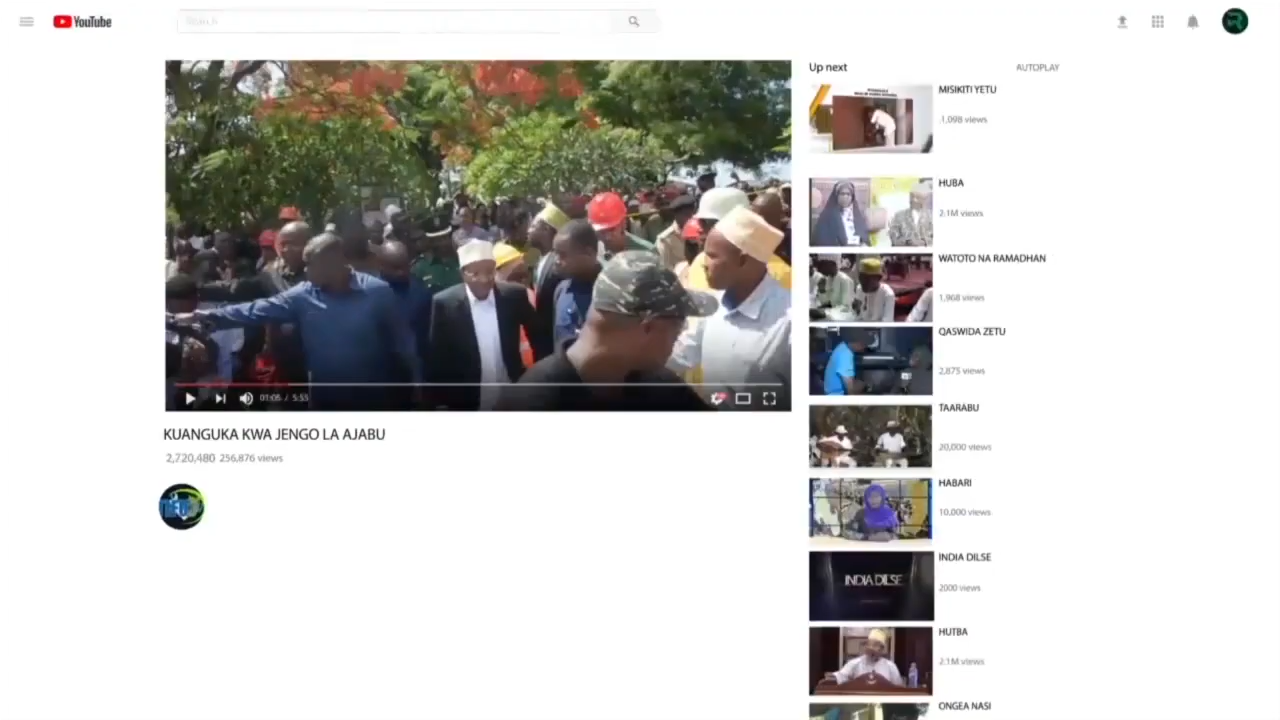 YouTube
Search
Up next
AUTOPLAY
MISIKITI YETU
1,098 views
HUBA
2.1M views
WATOTO NA RAMADHAN
1,968 views
QASWIDA ZETU
2,875 views
TAARABU
20,000 views
HABARI
10,000 views
INDIA DILSE
INDIA DILSE
2000 views
HUTBA
2.1M views
ONGEA NASI
01:05 / 5:53
KUANGUKA KWA JENGO LA AJABU
2,720,480 256,876 views